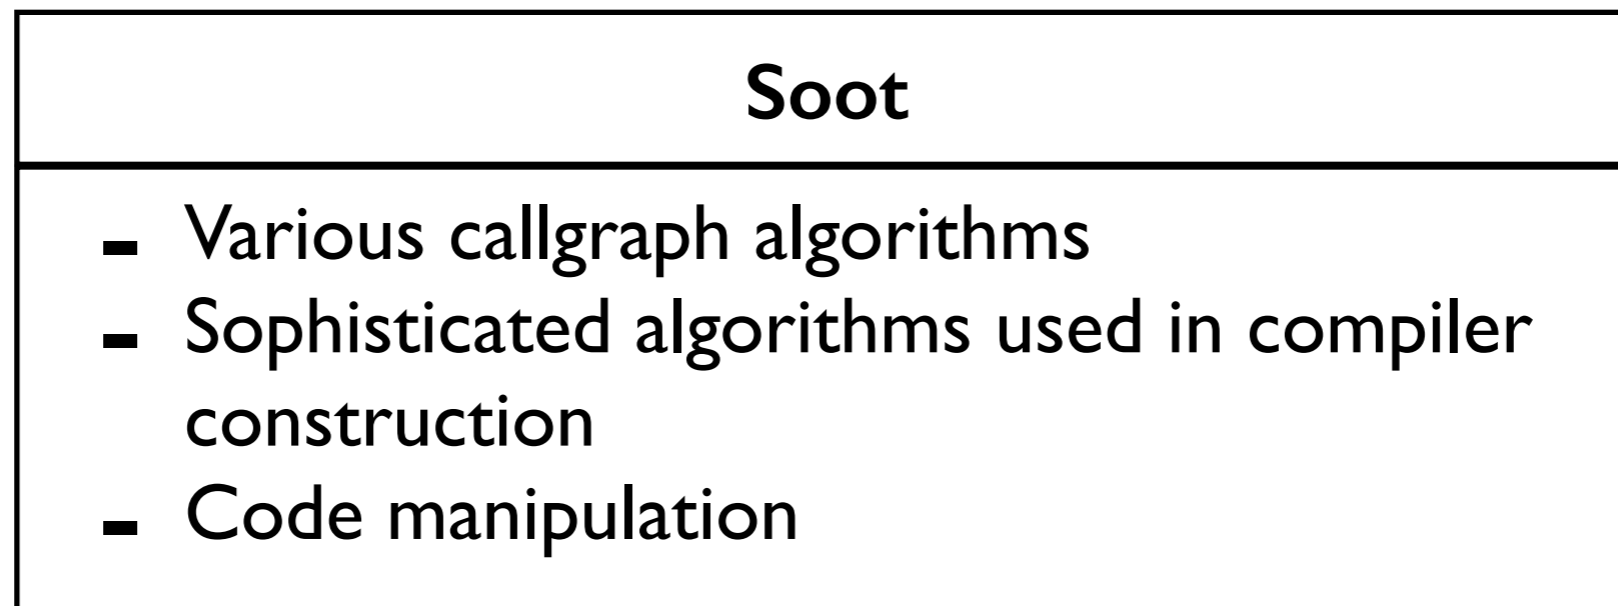 Soot
- Various callgraph algorithms
- Sophisticated algorithms used in compiler
construction
- Code manipulation